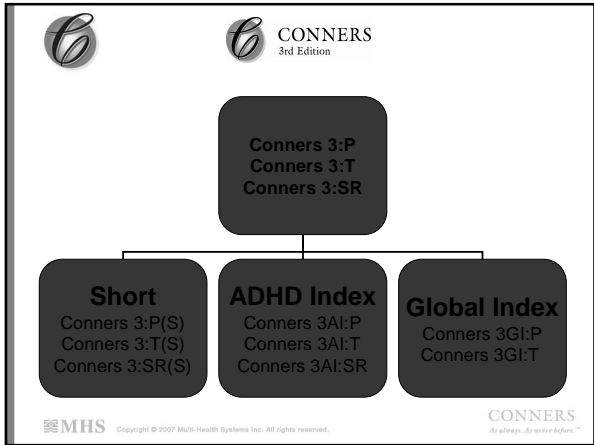 CONNERS
3rd Edition
Conners 3:P
Conners 3:T
Conners 3:SR
Short
Conners 3:P(S)
Conners 3:T(S)
Conners 3:SR(S)
ADHD Index
Conners 3AI:P
Conners 3AI:T
Conners 3AI:SR
Global Index
Conners 3GI:P
Conners 3GI:T
MHS Copyright © 2007 Multi-Health Systems Inc. All rights reserved.
CONNERS
As always. As never before.™